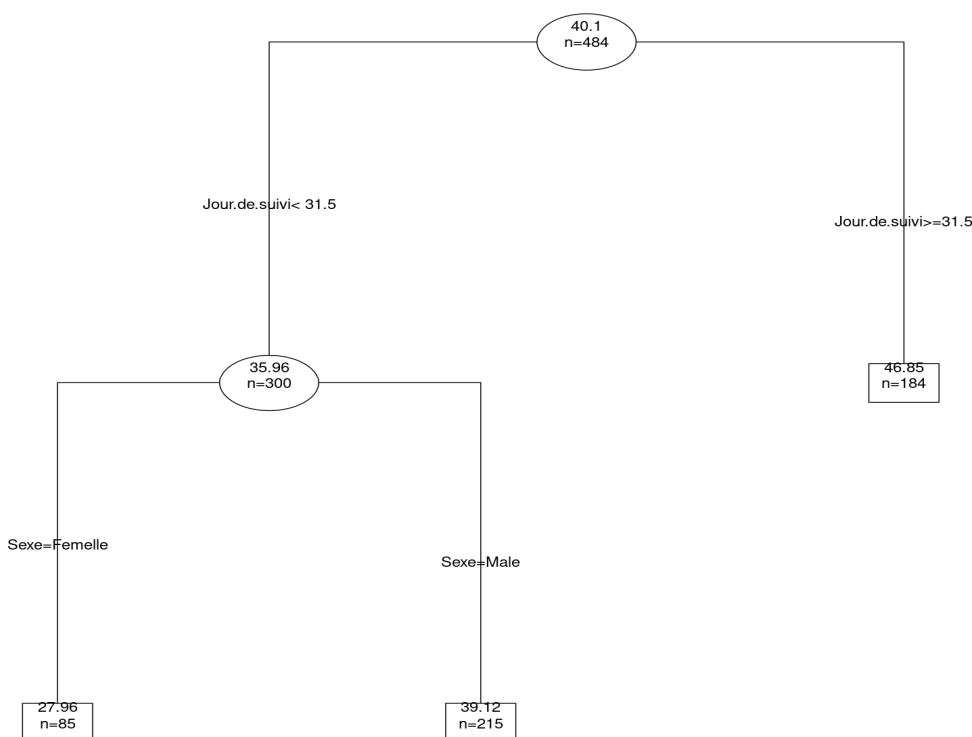 40.1
n=484
Jour.de.suivi< 31.5
Jour.de.suivi>=31.5
35.96
n=300
46.85
n=184
Sexe=Femelle
Sexe=Male
27.96
n=85
39.12
n=215